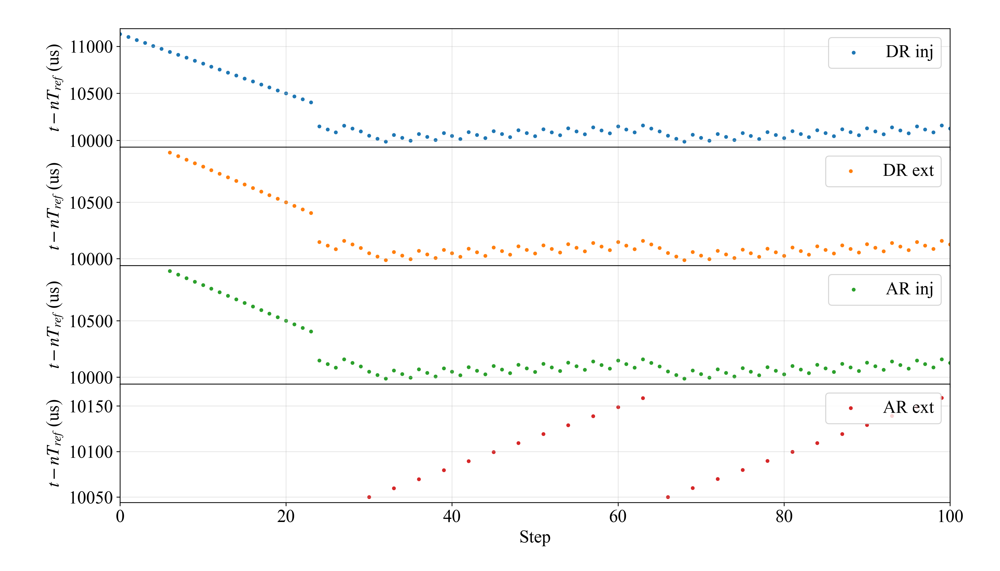 t − nT_ref (us)
11000
10500
10000
DR inj
t − nT_ref (us)
10500
10000
DR ext
t − nT_ref (us)
10500
10000
AR inj
t − nT_ref (us)
10150
10100
10050
AR ext
0 20 40 60 80 100
Step